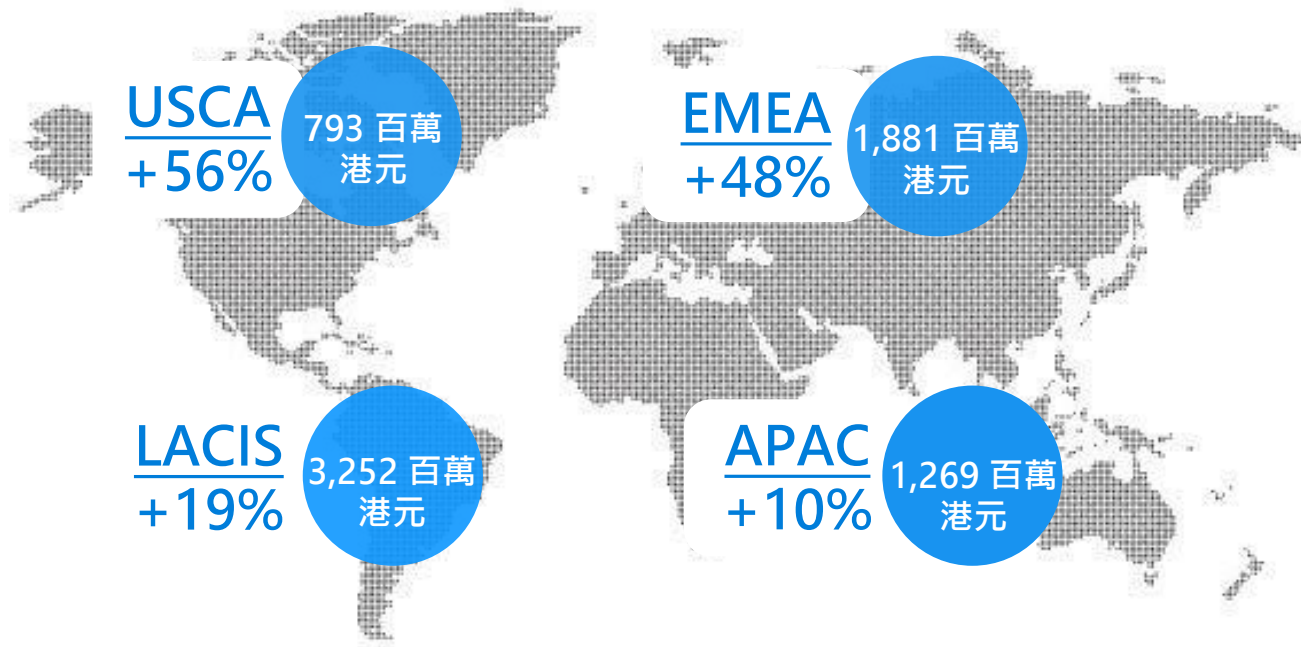 USCA
+56%
793 百萬
港元
EMEA
+48%
1,881 百萬
港元
LACIS
+19%
3,252 百萬
港元
APAC
+10%
1,269 百萬
港元